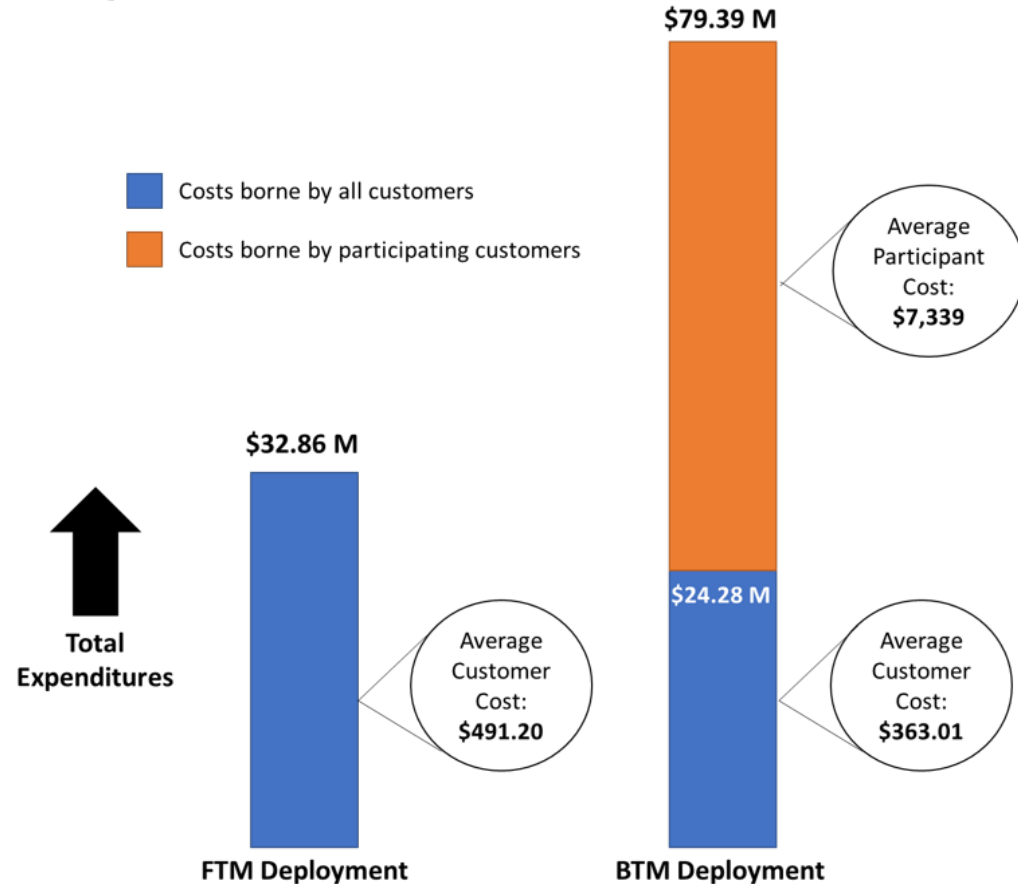 $79.39 M
Costs borne by all customers
Costs borne by participating customers
Average
Participant
Cost:
$7,339
$32.86 M
Total
Expenditures
Average
Customer
Cost:
$491.20
$24.28 M
Average
Customer
Cost:
$363.01
FTM Deployment
BTM Deployment